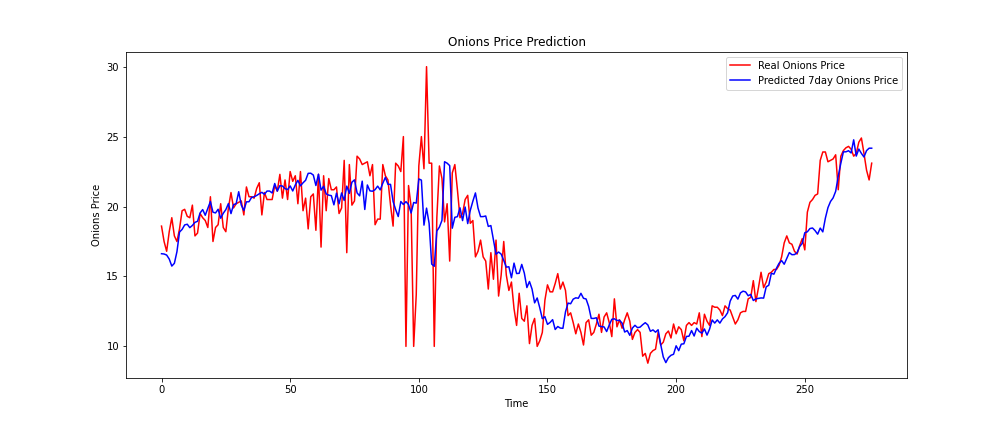 Onions Price Prediction
Real Onions Price
Predicted 7day Onions Price
30
25
20
15
10
Onions Price
0 50 100 150 200 250
Time